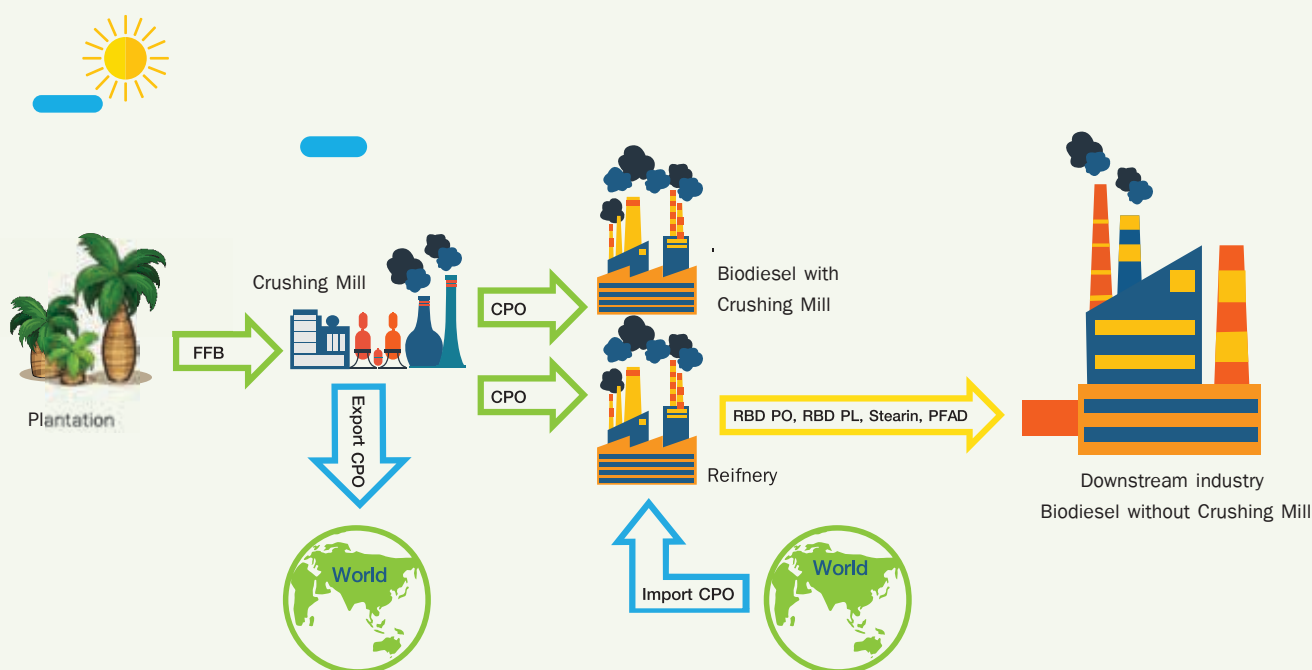 Crushing Mill
Biodiesel with
Crushing Mill
CPO
FFB
CPO
Plantation
Export CPO
RBD PO, RBD PL, Stearin, PFAD
Reifnery
Downstream industry
Biodiesel without Crushing Mill
World
World
Import CPO